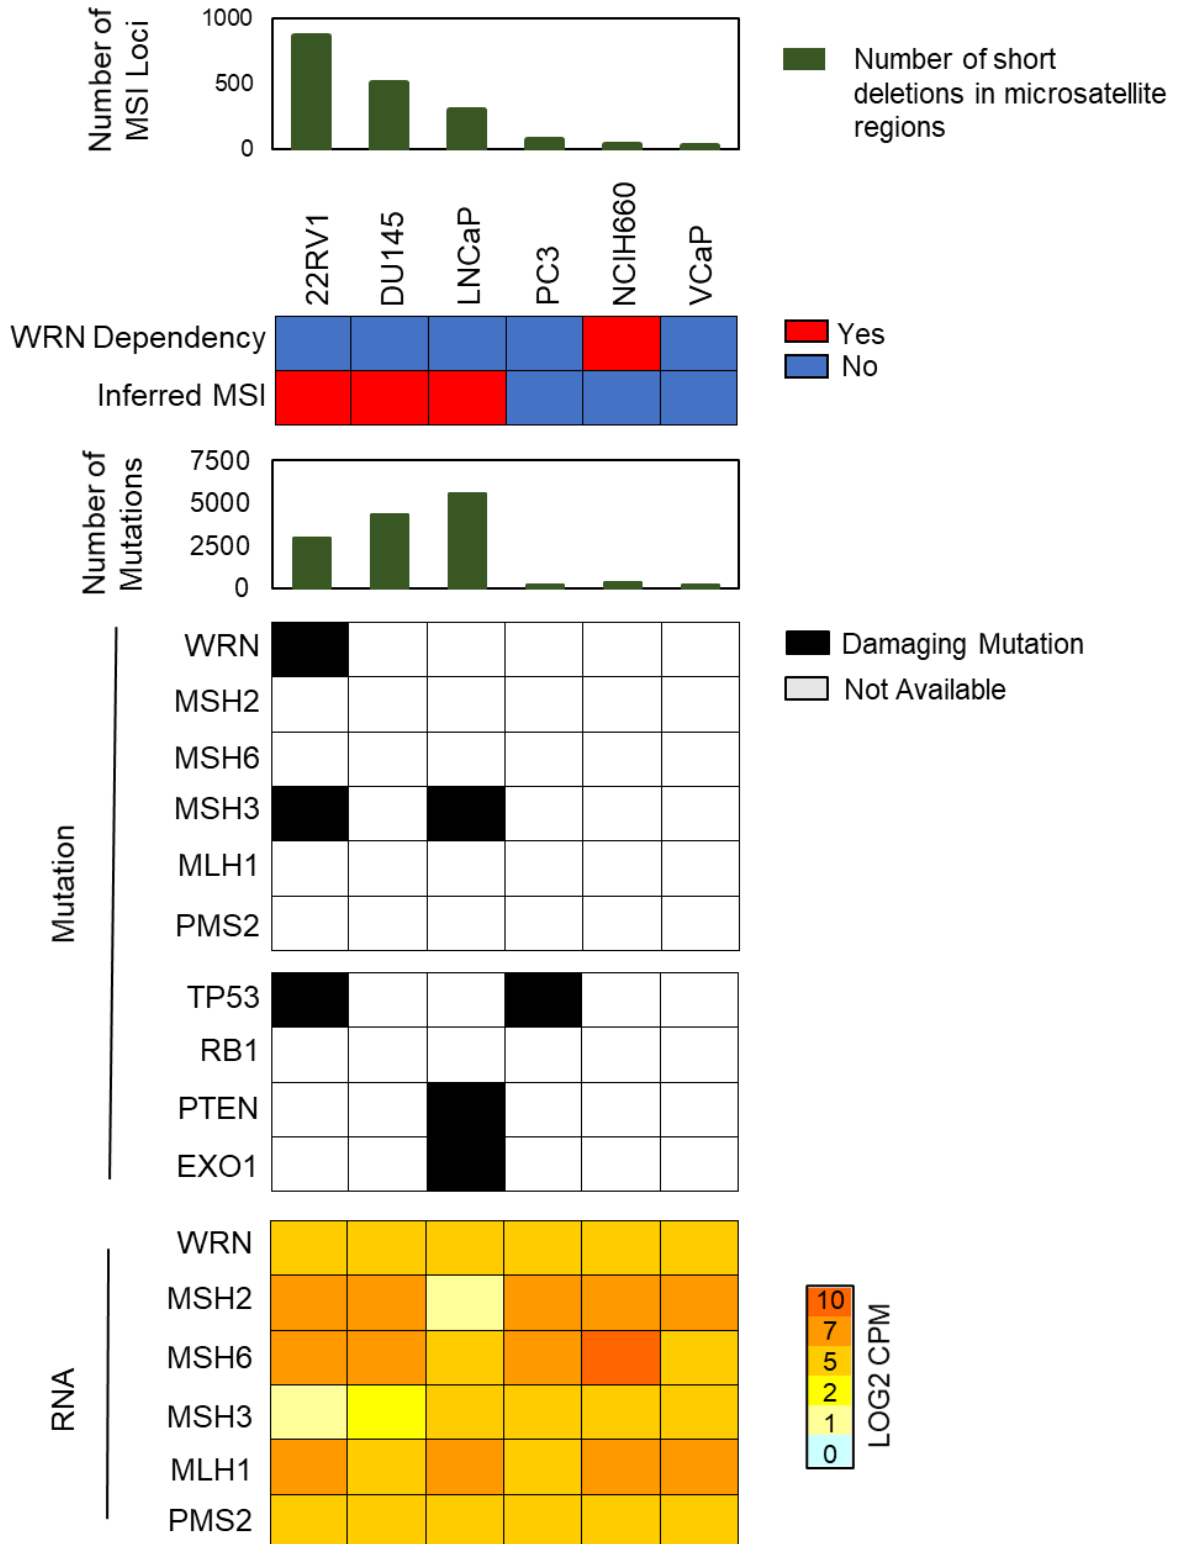 Number of
MSI Loci
1000
500
0
Number of short
deletions in microsatellite
regions
22RV1
DU145
LNCaP
PC3
NCIH660
VCaP
WRN Dependency
Inferred MSI
Yes
No
Number of
Mutations
7500
5000
2500
0
Mutation
WRN
MSH2
MSH6
MSH3
MLH1
PMS2
TP53
RB1
PTEN
EXO1
Damaging Mutation
Not Available
RNA
WRN
MSH2
MSH6
MSH3
MLH1
PMS2
10
7
5
2
1
0
LOG2 CPM